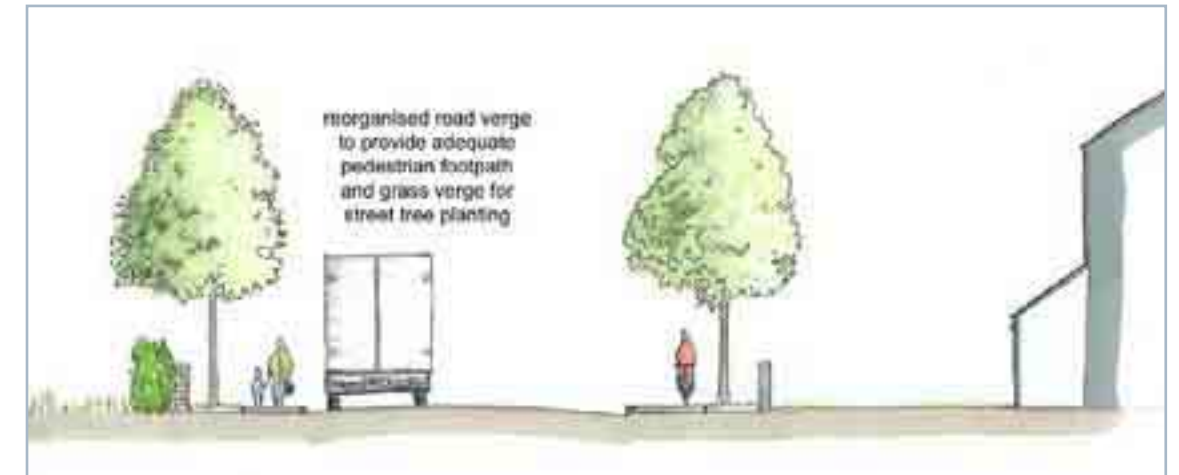 reorganised road verge
to provide adequate
pedestrian footpath
and grass verge for
street tree planting